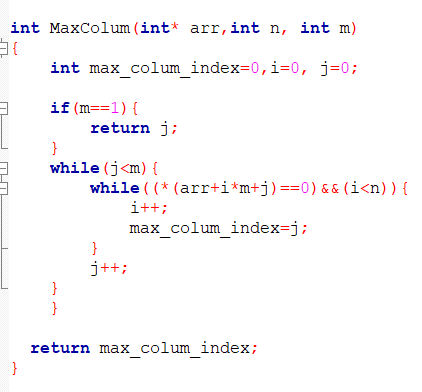 int MaxColum(int* arr,int n, int m)
{
    int max_colum_index=0,i=0, j=0;

    if(m==1){
        return j;
    }
    while(j<m){
        while((*(arr+i*m+j)==0)&&(i<n)){
            i++;
            max_colum_index=j;
        }
        j++;
    }
    }

  return max_colum_index;
}